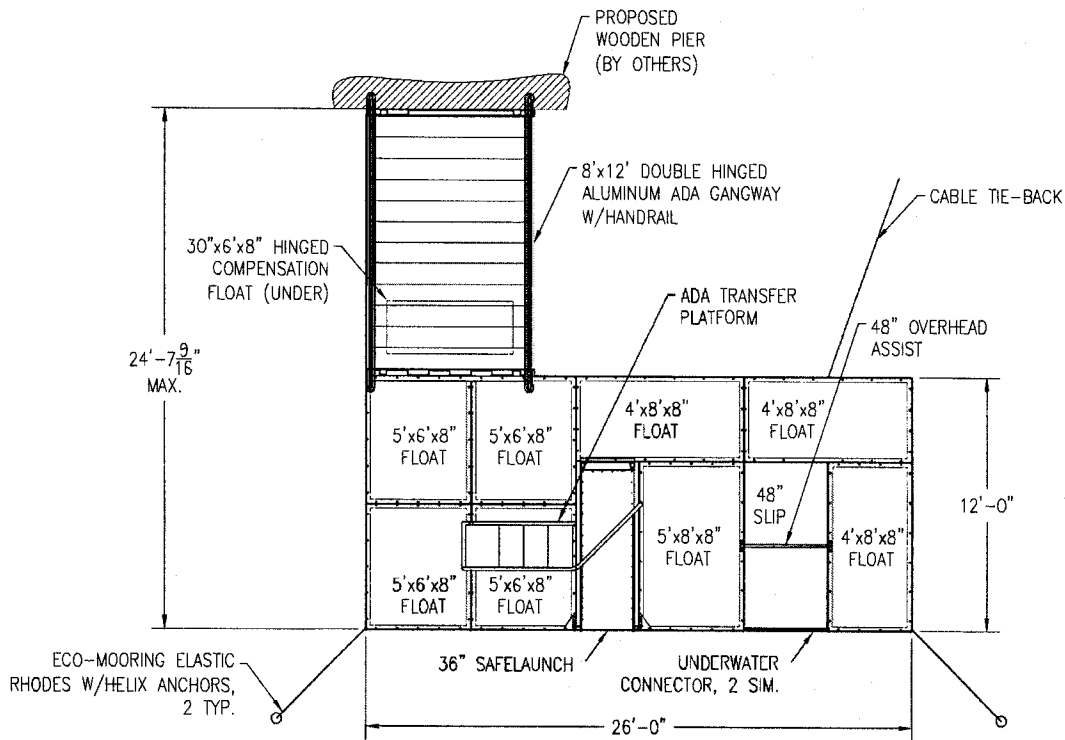 PROPOSED
WOODEN PIER
(BY OTHERS)
8'x12' DOUBLE HINGED
ALUMINUM ADA GANGWAY
W/HANDRAIL
CABLE TIE-BACK
30"x6'x8" HINGED
COMPENSATION
FLOAT (UNDER)
ADA TRANSFER
PLATFORM
48" OVERHEAD
ASSIST
24'-7 9/16"
MAX.
5'x6'x8"
FLOAT
5'x6'x8"
FLOAT
4'x8'x8"
FLOAT
4'x8'x8"
FLOAT
48"
SLIP
12'-0"
5'x6'x8"
FLOAT
5'x6'x8"
FLOAT
5'x8'x8"
FLOAT
4'x8'x8"
FLOAT
ECO-MOORING ELASTIC
RHODES W/HELIX ANCHORS,
2 TYP.
36" SAFELAUNCH
UNDERWATER
CONNECTOR, 2 SIM.
26'-0"